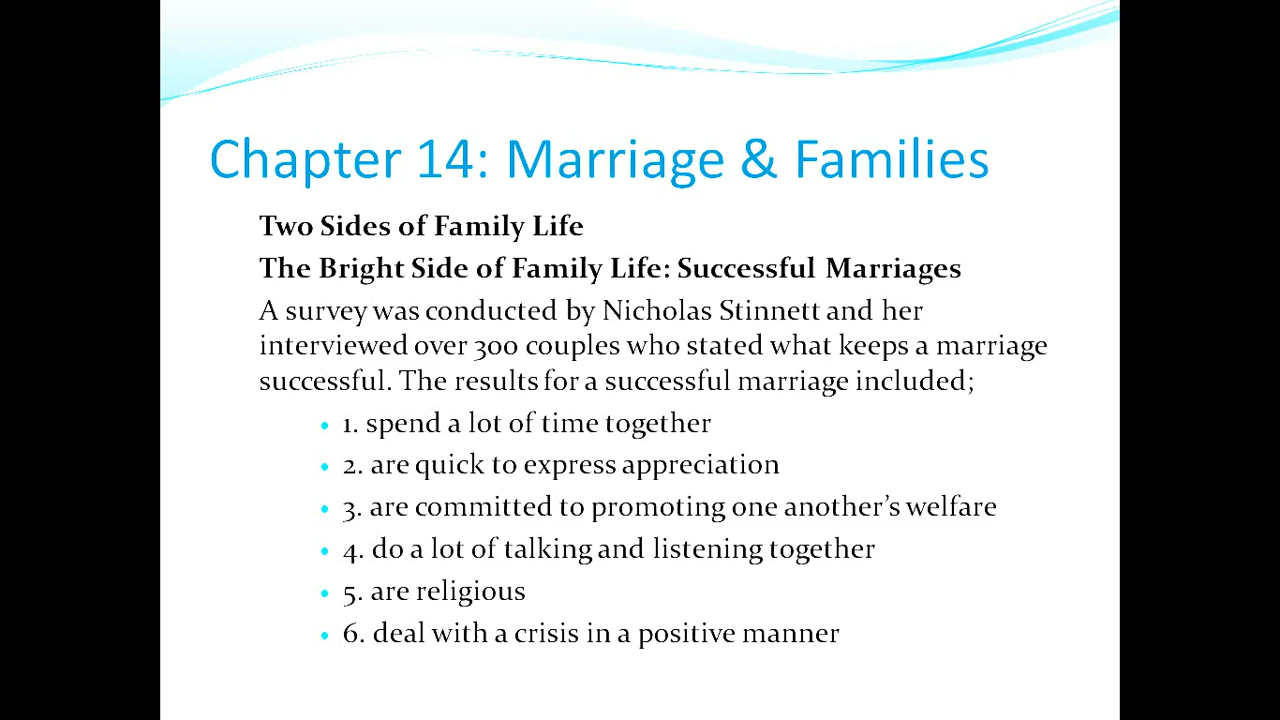 Chapter 14: Marriage & Families
Two Sides of Family Life
The Bright Side of Family Life: Successful Marriages
A survey was conducted by Nicholas Stinnett and her
interviewed over 300 couples who stated what keeps a marriage
successful. The results for a successful marriage included;
• 1. spend a lot of time together
• 2. are quick to express appreciation
• 3. are committed to promoting one another’s welfare
• 4. do a lot of talking and listening together
• 5. are religious
• 6. deal with a crisis in a positive manner